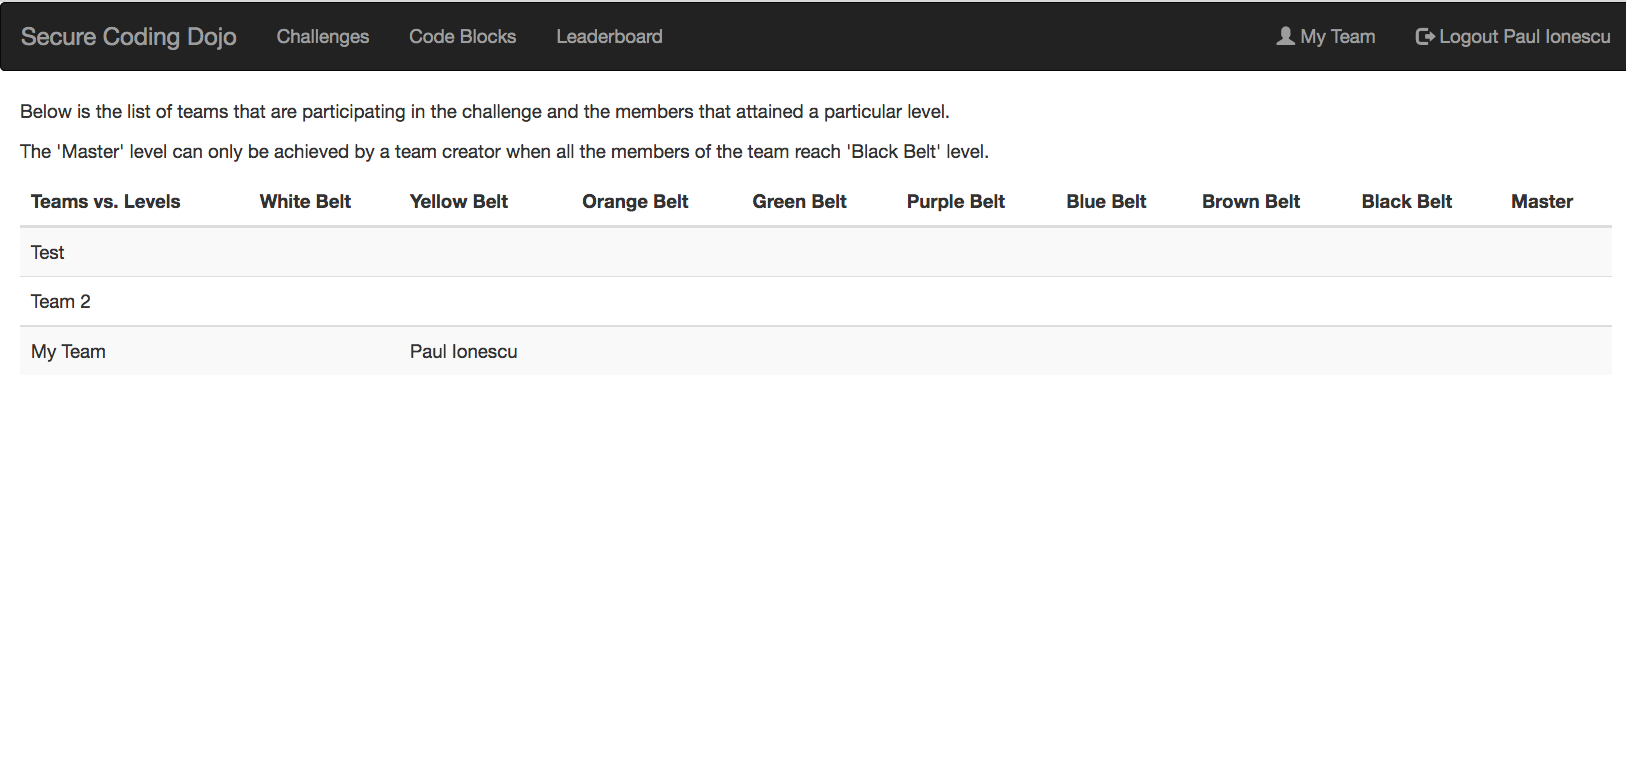 Secure Coding Dojo Challenges Code Blocks Leaderboard My Team Logout Paul Ionescu
Below is the list of teams that are participating in the challenge and the members that attained a particular level.
The 'Master' level can only be achieved by a team creator when all the members of the team reach 'Black Belt' level.
Teams vs. Levels White Belt Yellow Belt Orange Belt Green Belt Purple Belt Blue Belt Brown Belt Black Belt Master
Test
Team 2
My Team Paul Ionescu